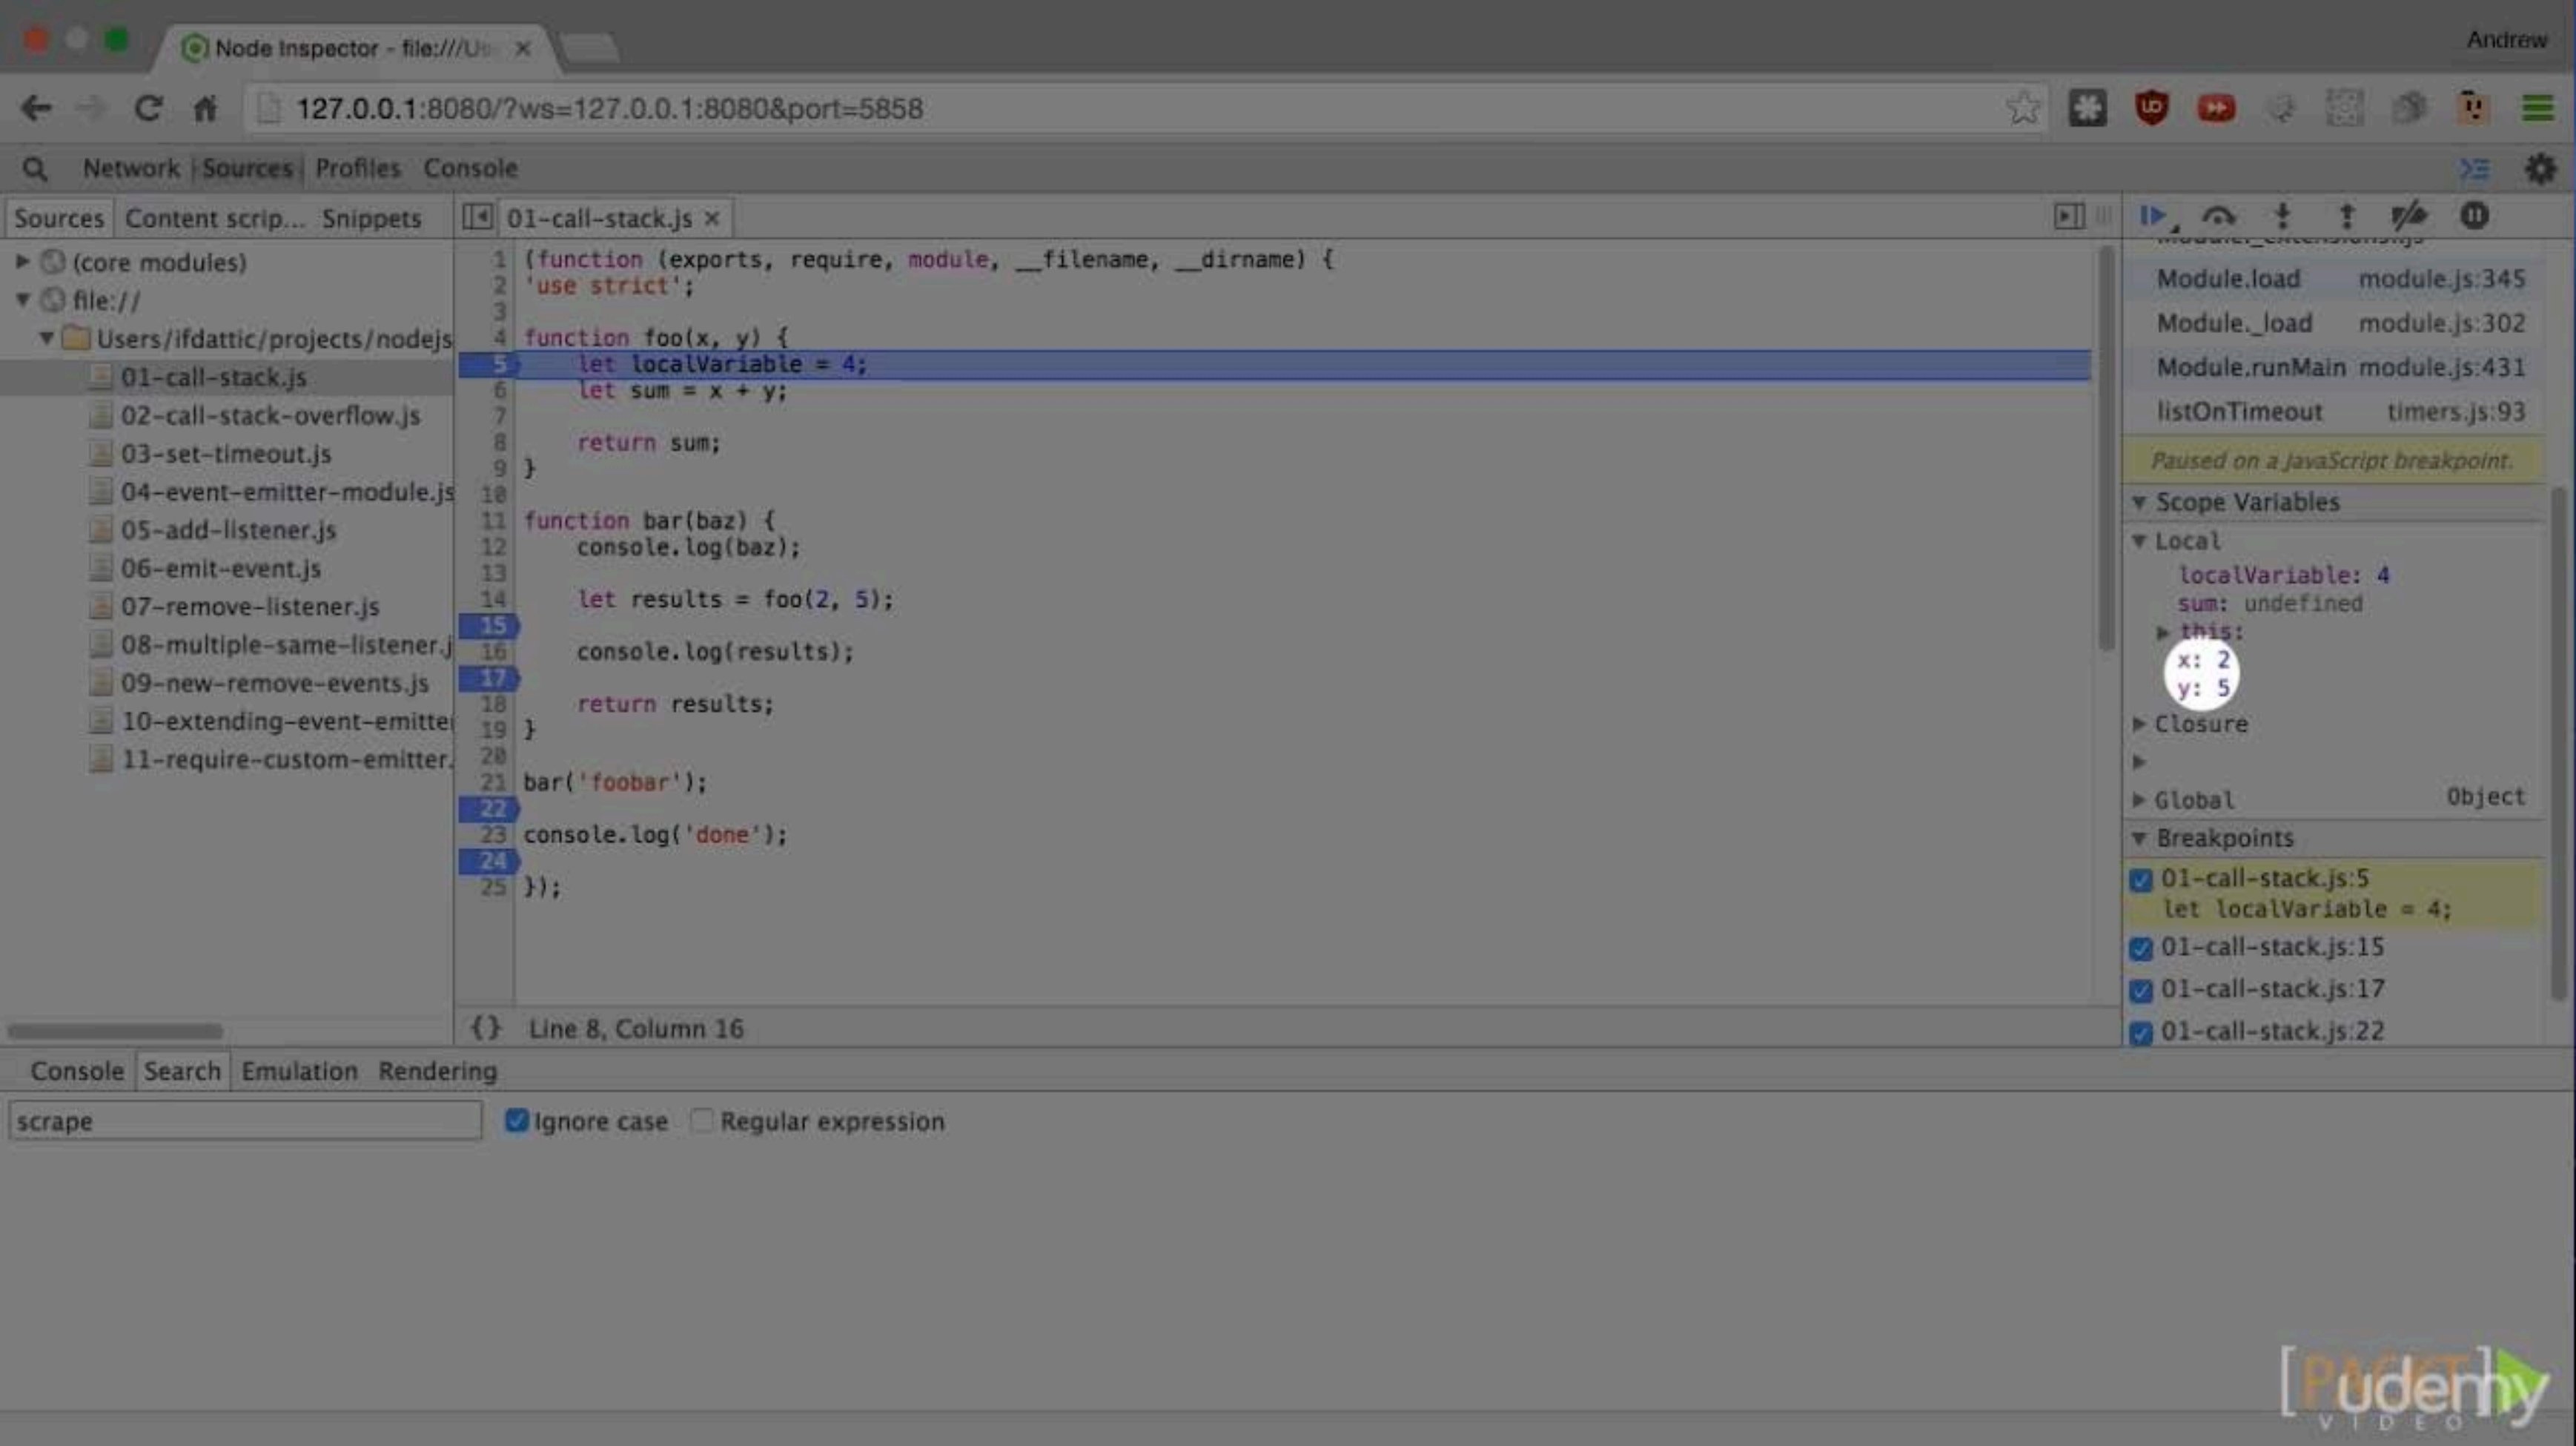 Node Inspector - file:///Us
Andrew
127.0.0.1:8080/?ws=127.0.0.1:8080&port=5858
Network Sources Profiles Console
Sources Content scrip... Snippets
(core modules)
file://
Users/ifdattic/projects/nodejs
01-call-stack.js
02-call-stack-overflow.js
03-set-timeout.js
04-event-emitter-module.js
05-add-listener.js
06-emit-event.js
07-remove-listener.js
08-multiple-same-listener.j
09-new-remove-events.js
10-extending-event-emitter
11-require-custom-emitter.
01-call-stack.js
1 (function (exports, require, module, __filename, __dirname) {
2 'use strict';
3
4 function foo(x, y) {
5 let localVariable = 4;
6 let sum = x + y;
7
8 return sum;
9 }
10
11 function bar(baz) {
12 console.log(baz);
13
14 let results = foo(2, 5);
15
16 console.log(results);
17
18 return results;
19 }
20
21 bar('foobar');
22
23 console.log('done');
24
25 });
{} Line 8, Column 16
Module.load module.js:345
Module._load module.js:302
Module.runMain module.js:431
listOnTimeout timers.js:93
Paused on a JavaScript breakpoint.
Scope Variables
Local
localVariable: 4
sum: undefined
this:
x: 2
y: 5
Closure
Global Object
Breakpoints
01-call-stack.js:5
let localVariable = 4;
01-call-stack.js:15
01-call-stack.js:17
01-call-stack.js:22
Console Search Emulation Rendering
scrape Ignore case Regular expression
[PACKT]
VIDEO
udemy